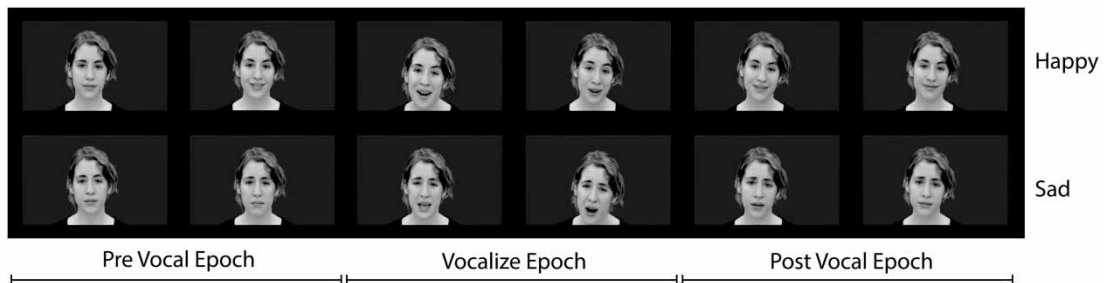 Happy
Sad
Pre Vocal Epoch
Vocalize Epoch
Post Vocal Epoch